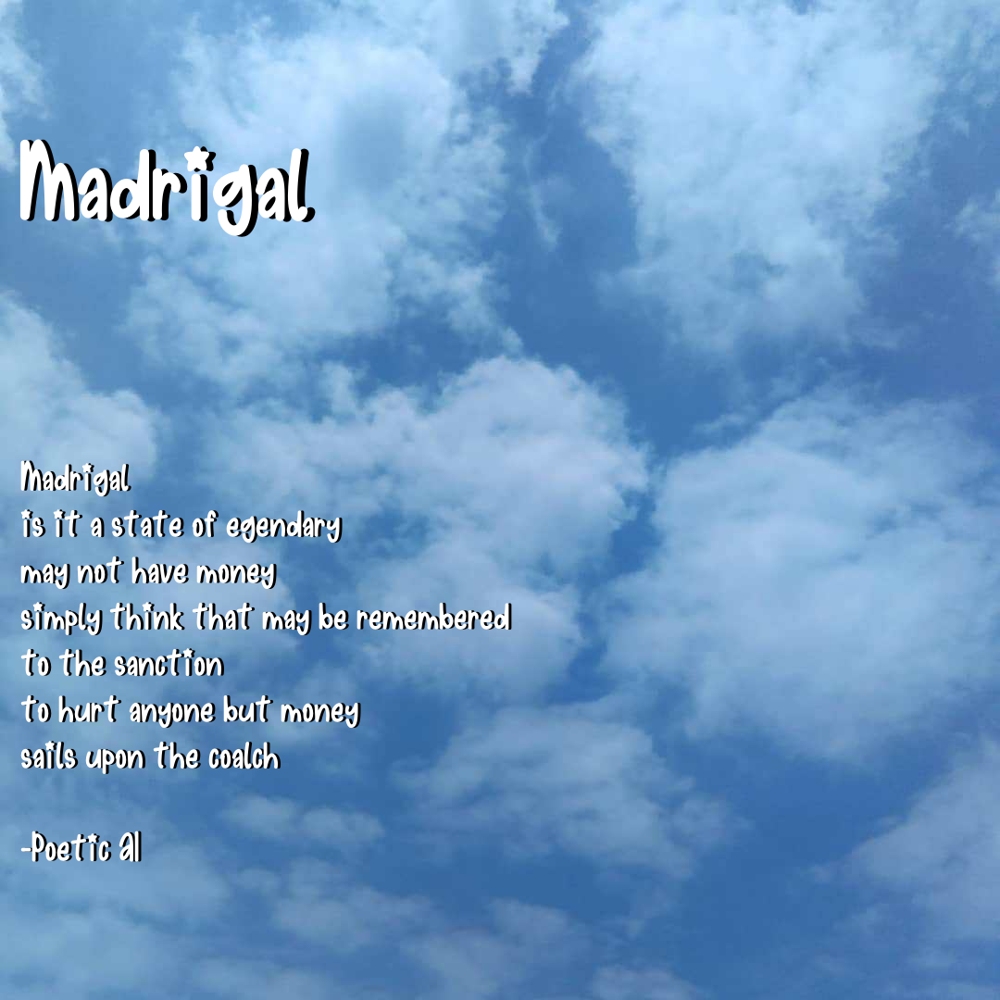 Madrigal
Madrigal
is it a state of egendary
may not have money
simply think that may be remembered
to the sanction
to hurt anyone but money
sails upon the coalch
-Poetic AI